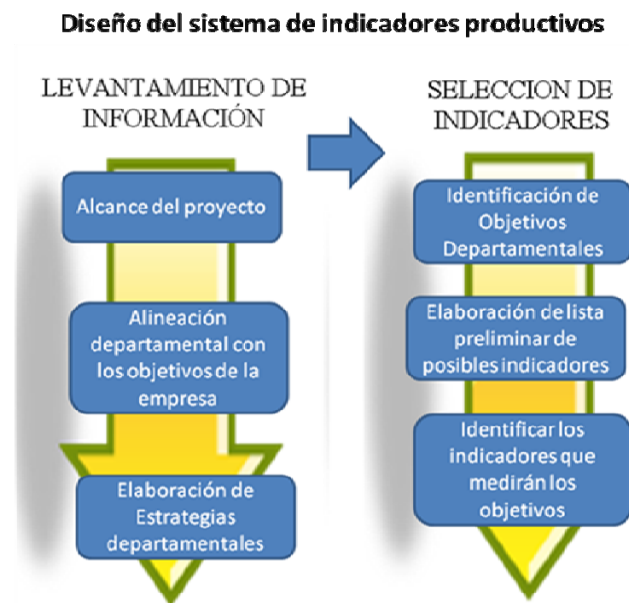 Diseño del sistema de indicadores productivos
LEVANTAMIENTO DE
INFORMACIÓN
Alcance del proyecto
Alineación
departamental con
los objetivos de la
empresa
Elaboración de
Estrategias
departamentales
SELECCION DE
INDICADORES
Identificación de
Objetivos
Departamentales
Elaboración de lista
preliminar de
posibles indicadores
Identificar los
indicadores que
medirán los
objetivos